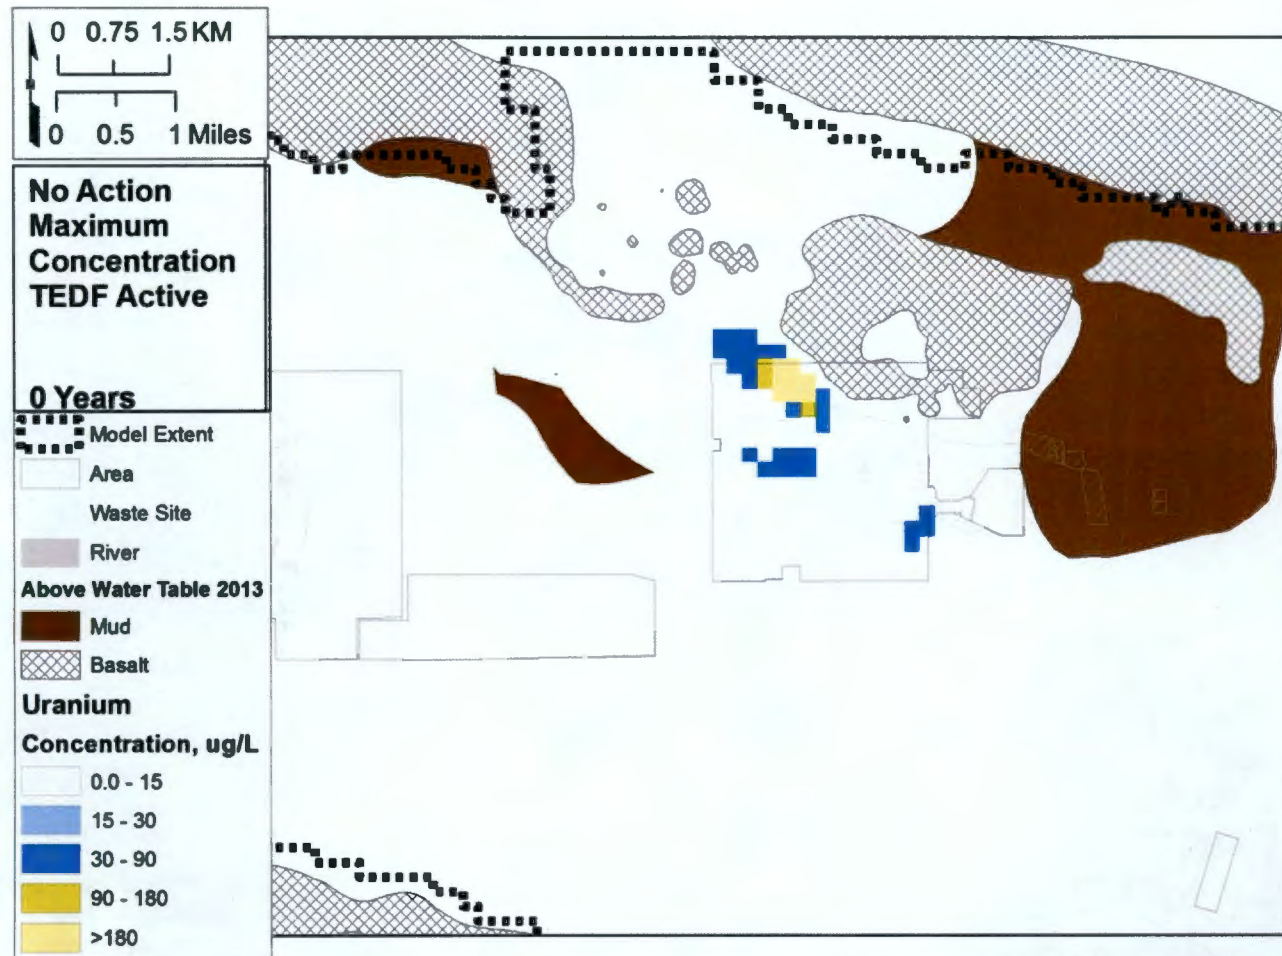 0 0.75 1.5 KM
0 0.5 1 Miles
No Action
Maximum
Concentration
TEDF Active
0 Years
Model Extent
Area
Waste Site
River
Above Water Table 2013
Mud
Basalt
Uranium
Concentration, ug/L
0.0 - 15
15 - 30
30 - 90
90 - 180
>180